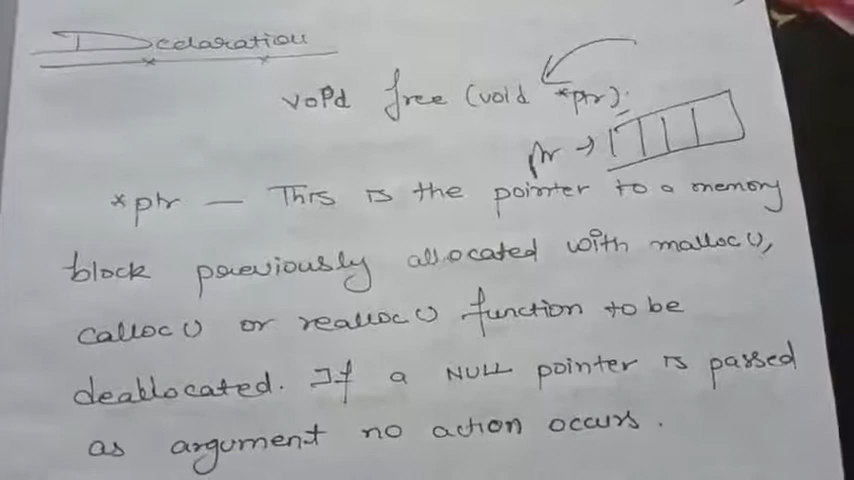 Declaration
void free (void *ptr);
ptr →
*ptr — This is the pointer to a memory
block previously allocated with malloc(),
calloc() or realloc() function to be
deallocated. If a NULL pointer is passed
as argument no action occurs.